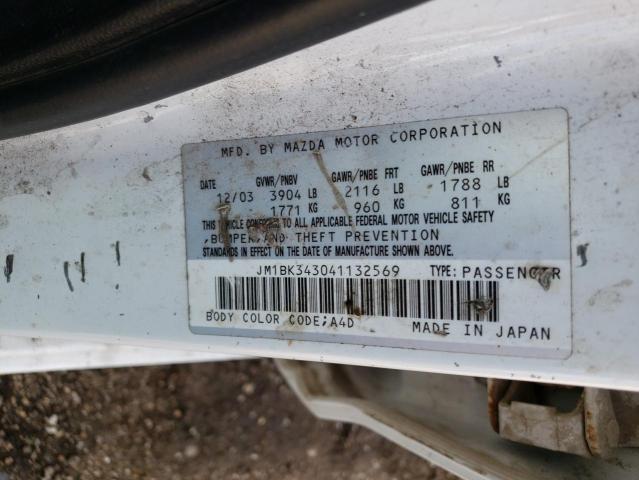 MFD. BY MAZDA MOTOR CORPORATION
DATE GVWR/PNBV GAWR/PNBE FRT GAWR/PNBE RR
12/03 3904 LB 2116 LB 1788 LB
1771 KG 960 KG 811 KG
THIS VEHICLE CONFORMS TO ALL APPLICABLE FEDERAL MOTOR VEHICLE SAFETY
,BUMPER,AND THEFT PREVENTION
STANDARDS IN EFFECT ON THE DATE OF MANUFACTURE SHOWN ABOVE.
JM1BK343041132569 TYPE: PASSENGER
BODY COLOR CODE;A4D MADE IN JAPAN